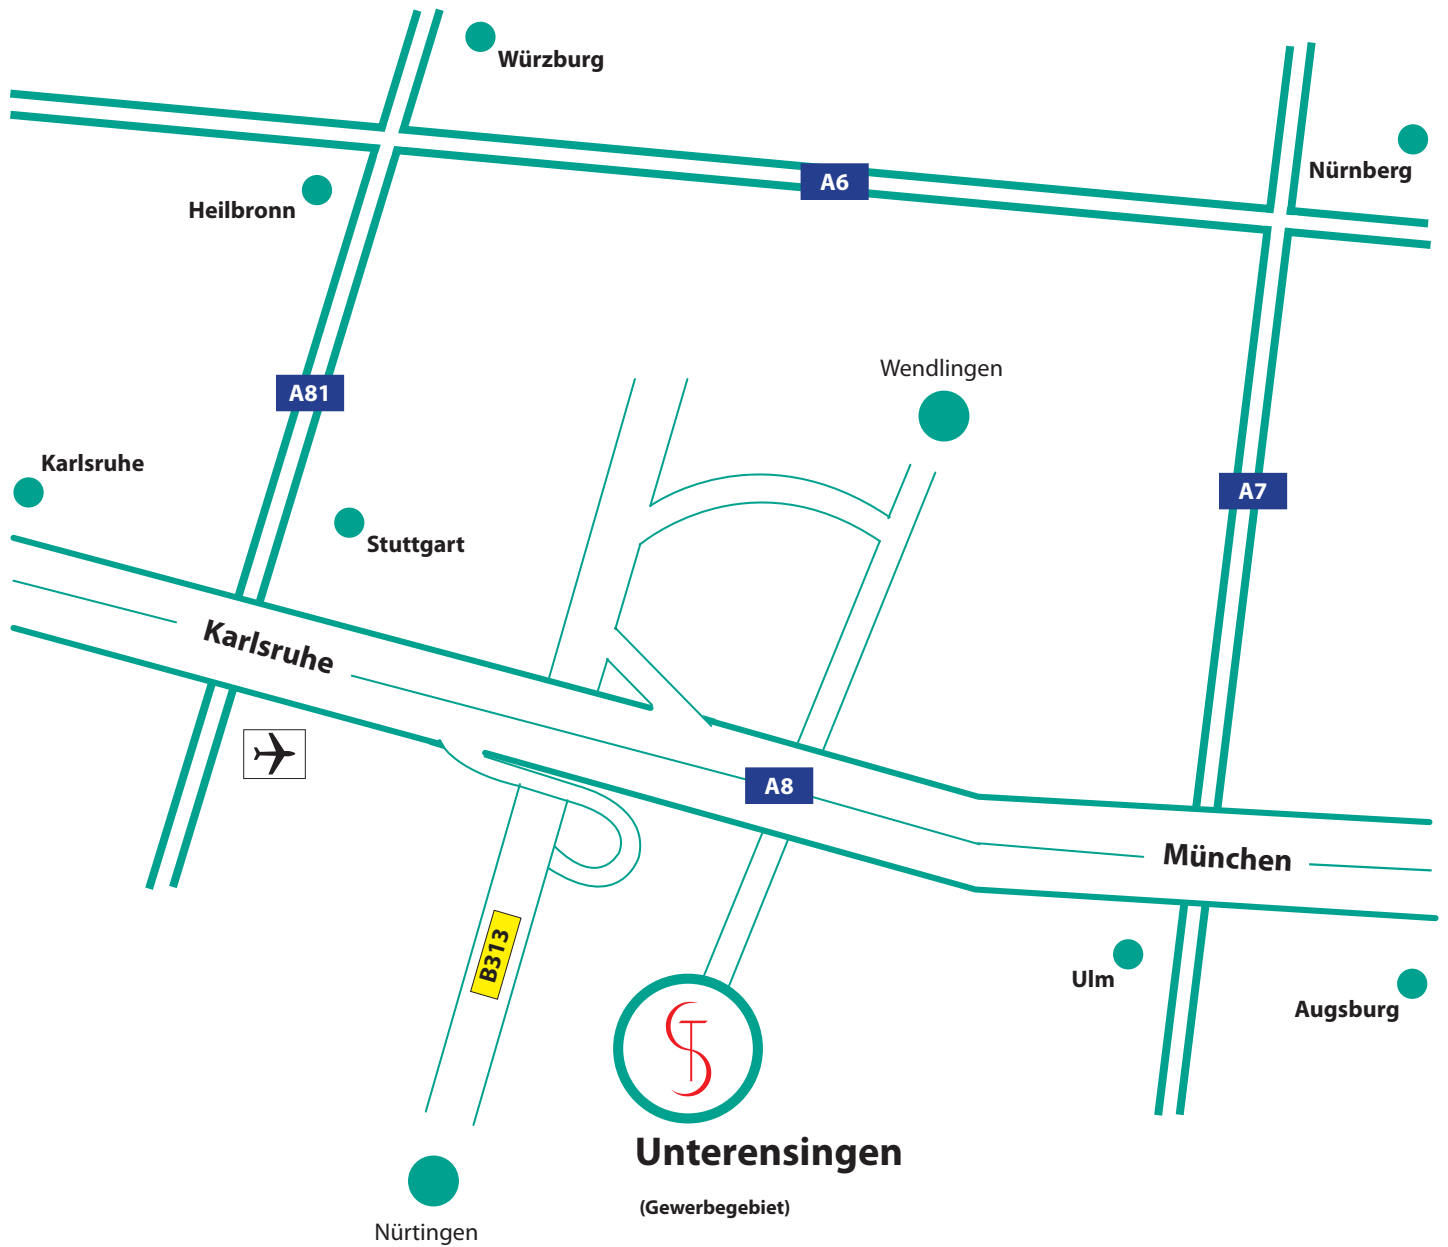 Würzburg
Nürnberg
A6
Heilbronn
Wendlingen
A81
Karlsruhe
A7
Stuttgart
Karlsruhe
A8
München
B313
Ulm
Augsburg
Unterensingen
(Gewerbegebiet)
Nürtingen